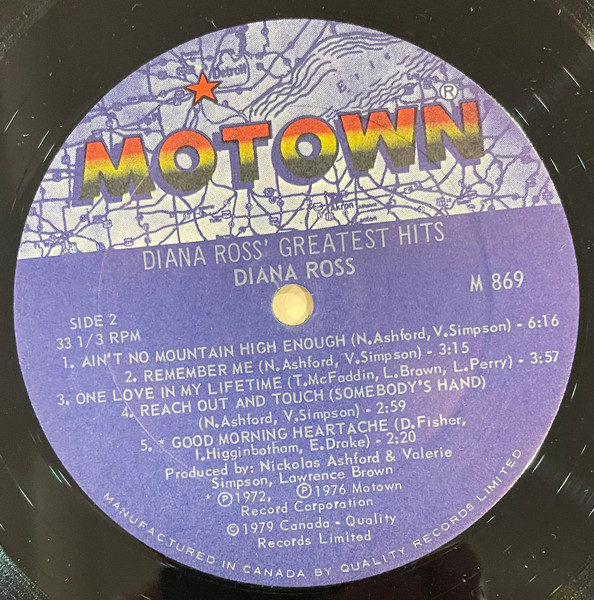 Detroit
Erie
MOTOWN®
Akron
Canton
DIANA ROSS' GREATEST HITS
DIANA ROSS
M 869
SIDE 2
33 1/3 RPM
1. AIN'T NO MOUNTAIN HIGH ENOUGH (N.Ashford, V.Simpson) - 6:16
2. REMEMBER ME (N.Ashford, V.Simpson) - 3:15
3. ONE LOVE IN MY LIFETIME (T.McFaddin, L.Brown, L.Perry) - 3:57
4. REACH OUT AND TOUCH (SOMEBODY'S HAND)
(N.Ashford, V.Simpson) - 2:59
5. * GOOD MORNING HEARTACHE (D.Fisher,
I.Higginbotham, E.Drake) - 2:20
Produced by: Nickolas Ashford & Valerie
Simpson, Lawrence Brown
* ℗1972, ℗1976 Motown
Record Corporation
©1979 Canada - Quality
Records Limited
MANUFACTURED IN CANADA BY QUALITY RECORDS LIMITED